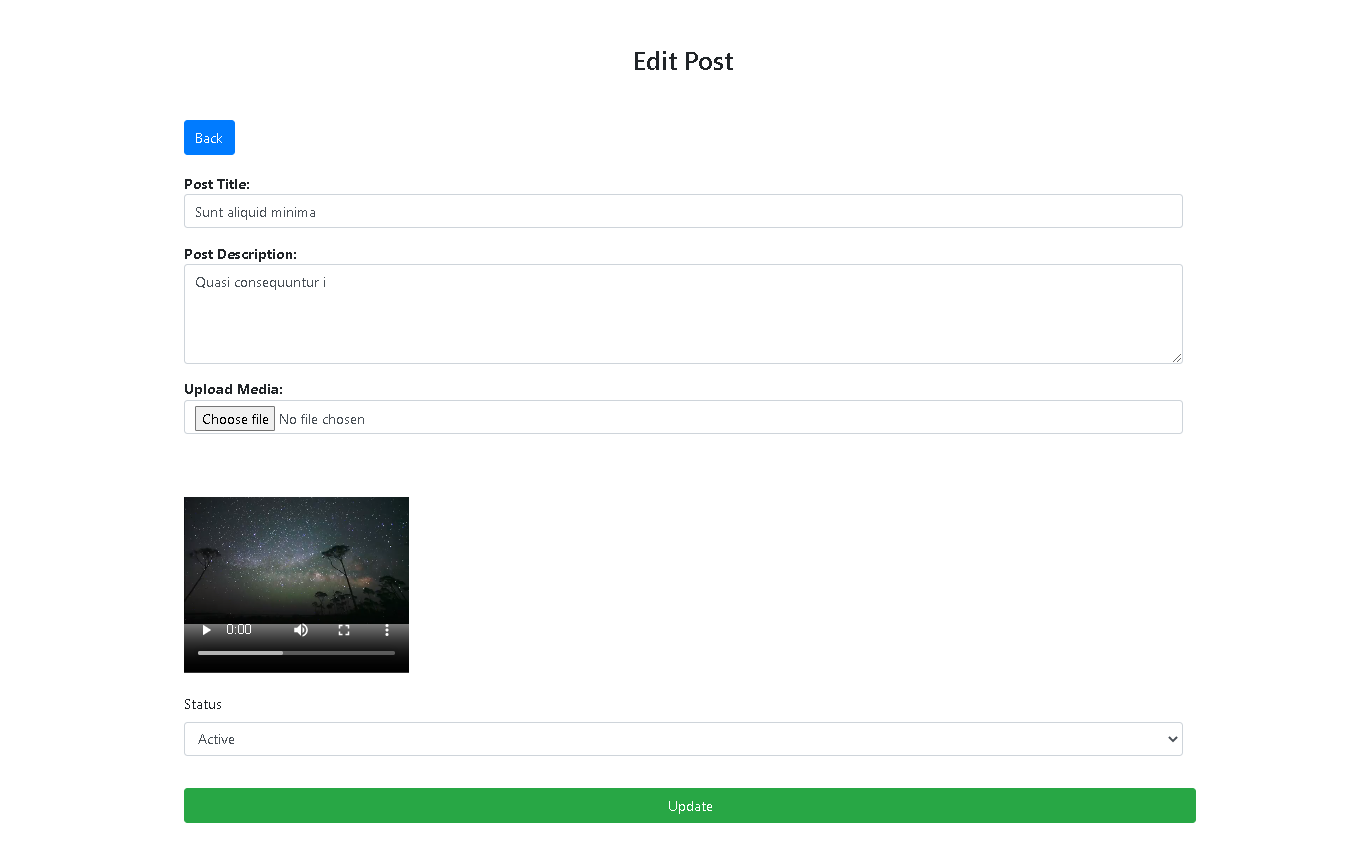 Edit Post
Back
Post Title:
Sunt aliquid minima
Post Description:
Quasi consequuntur i
Upload Media:
Choose file No file chosen
0:00
Status
Active
Update